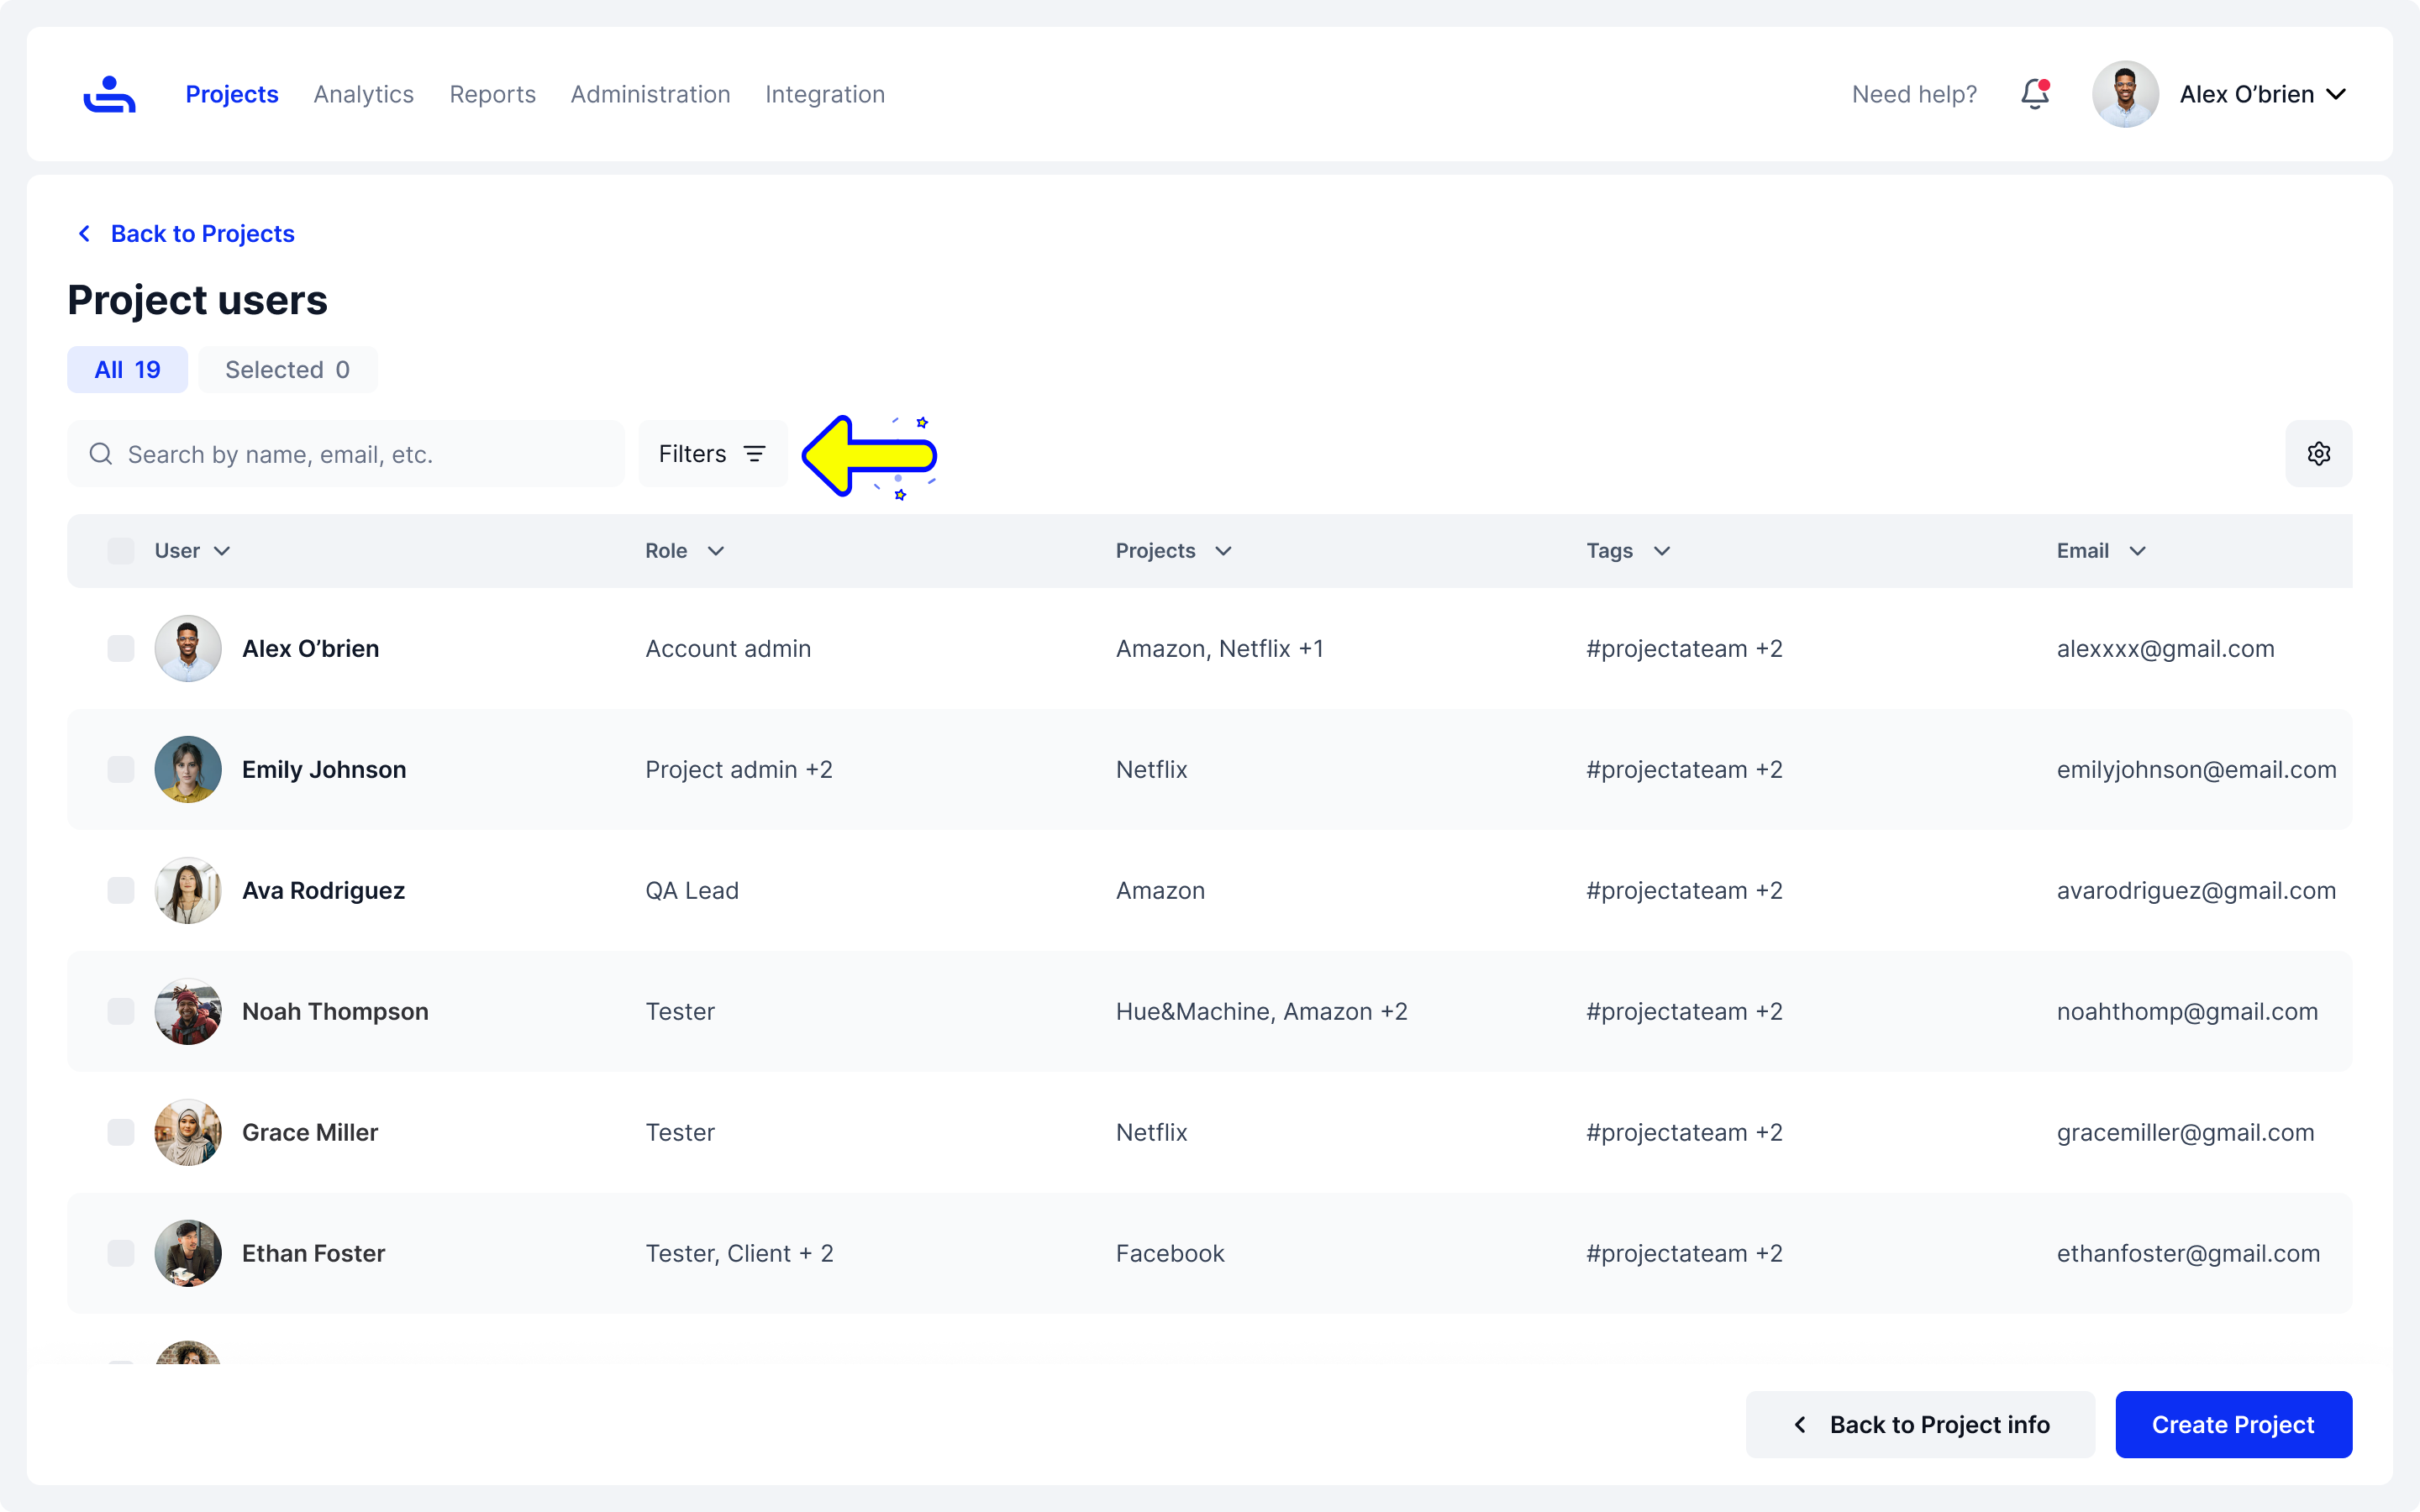 Projects Analytics Reports Administration Integration Need help? Alex O’brien
Back to Projects
Project users
All 19 Selected 0
Search by name, email, etc. Filters
User Role Projects Tags Email
Alex O’brien Account admin Amazon, Netflix +1 #projectateam +2 alexxxx@gmail.com
Emily Johnson Project admin +2 Netflix #projectateam +2 emilyjohnson@email.com
Ava Rodriguez QA Lead Amazon #projectateam +2 avarodriguez@gmail.com
Noah Thompson Tester Hue&Machine, Amazon +2 #projectateam +2 noahthomp@gmail.com
Grace Miller Tester Netflix #projectateam +2 gracemiller@gmail.com
Ethan Foster Tester, Client + 2 Facebook #projectateam +2 ethanfoster@gmail.com
Back to Project info Create Project